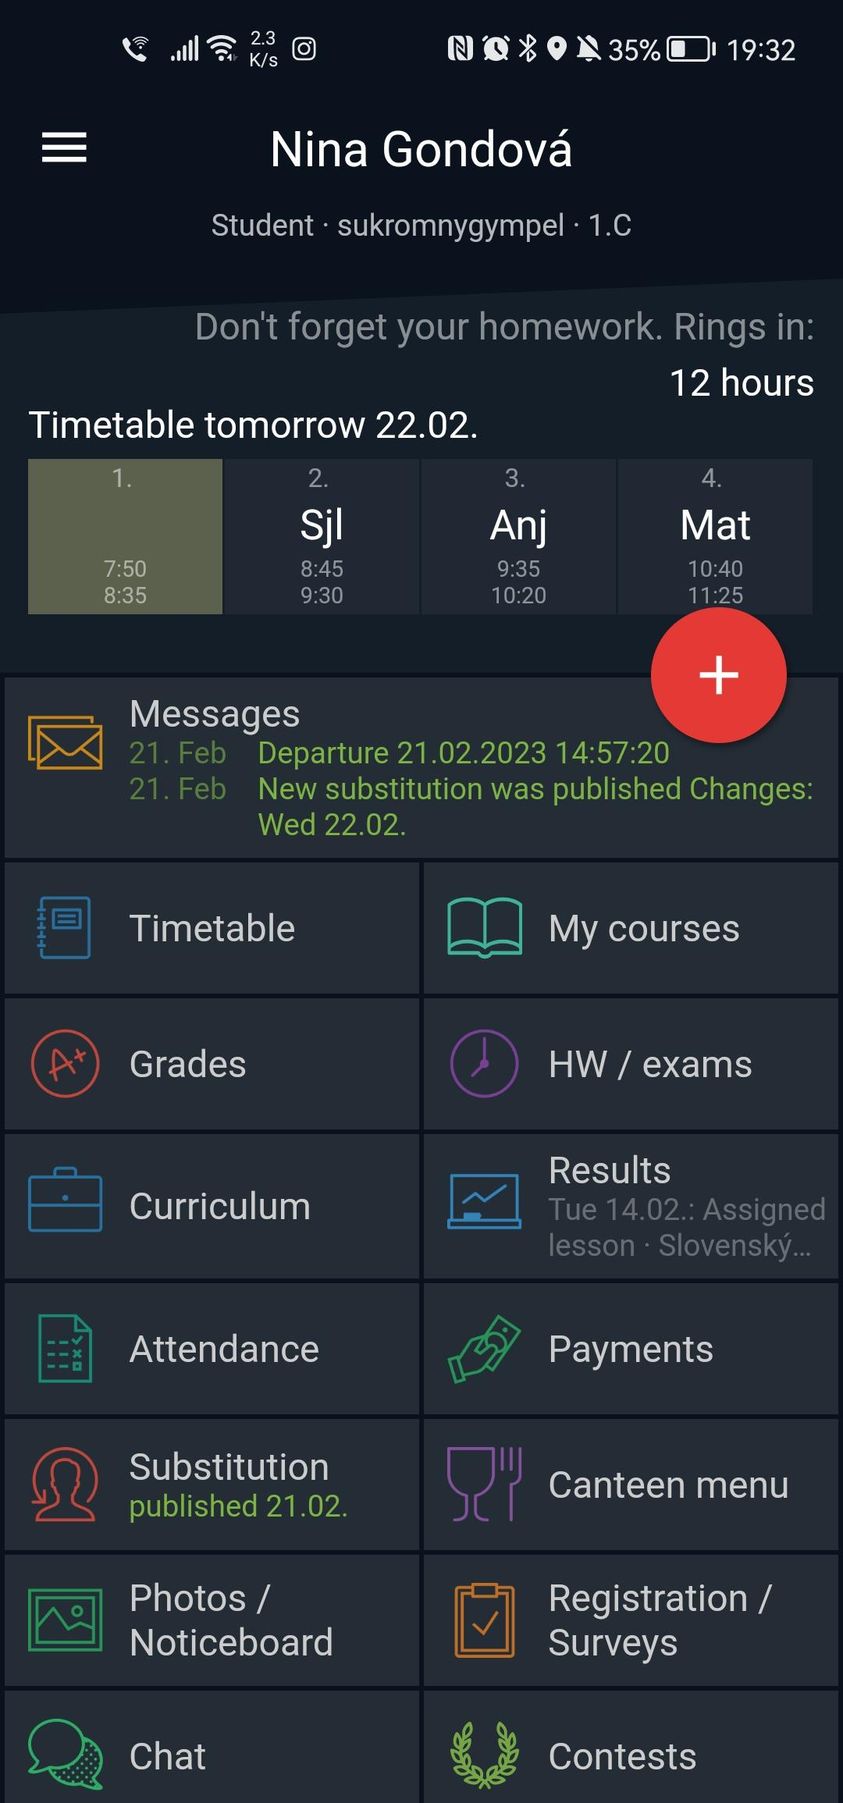 2.3
K/s
35%
19:32
Nina Gondová
Student · sukromnygympel · 1.C
Don't forget your homework. Rings in:
12 hours
Timetable tomorrow 22.02.
1.
7:50
8:35
2.
Sjl
8:45
9:30
3.
Anj
9:35
10:20
4.
Mat
10:40
11:25
+
Messages
21. Feb Departure 21.02.2023 14:57:20
21. Feb New substitution was published Changes:
Wed 22.02.
Timetable
My courses
A+
Grades
HW / exams
Curriculum
Results
Tue 14.02.: Assigned
lesson · Slovenský...
Attendance
Payments
Substitution
published 21.02.
Canteen menu
Photos /
Noticeboard
Registration /
Surveys
Chat
Contests